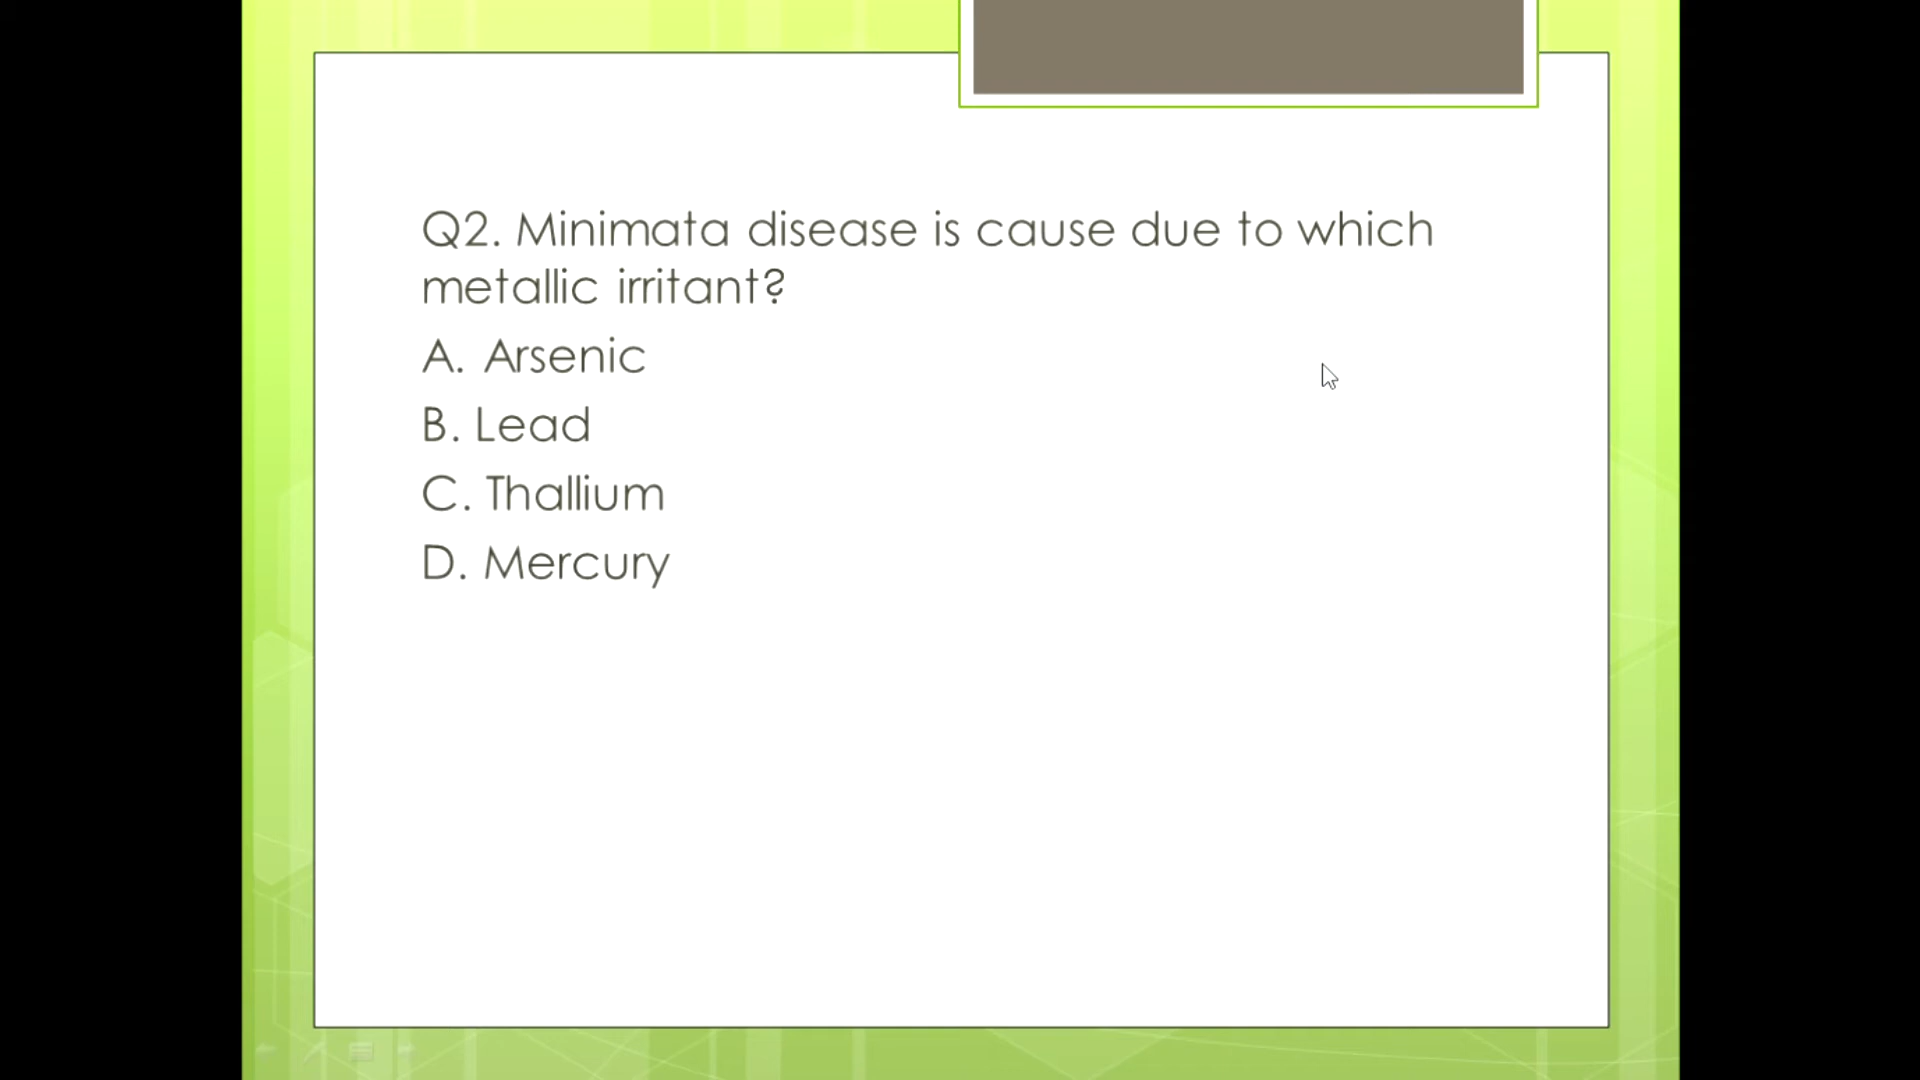 Q2. Minimata disease is cause due to which
metallic irritant?
A. Arsenic
B. Lead
C. Thallium
D. Mercury